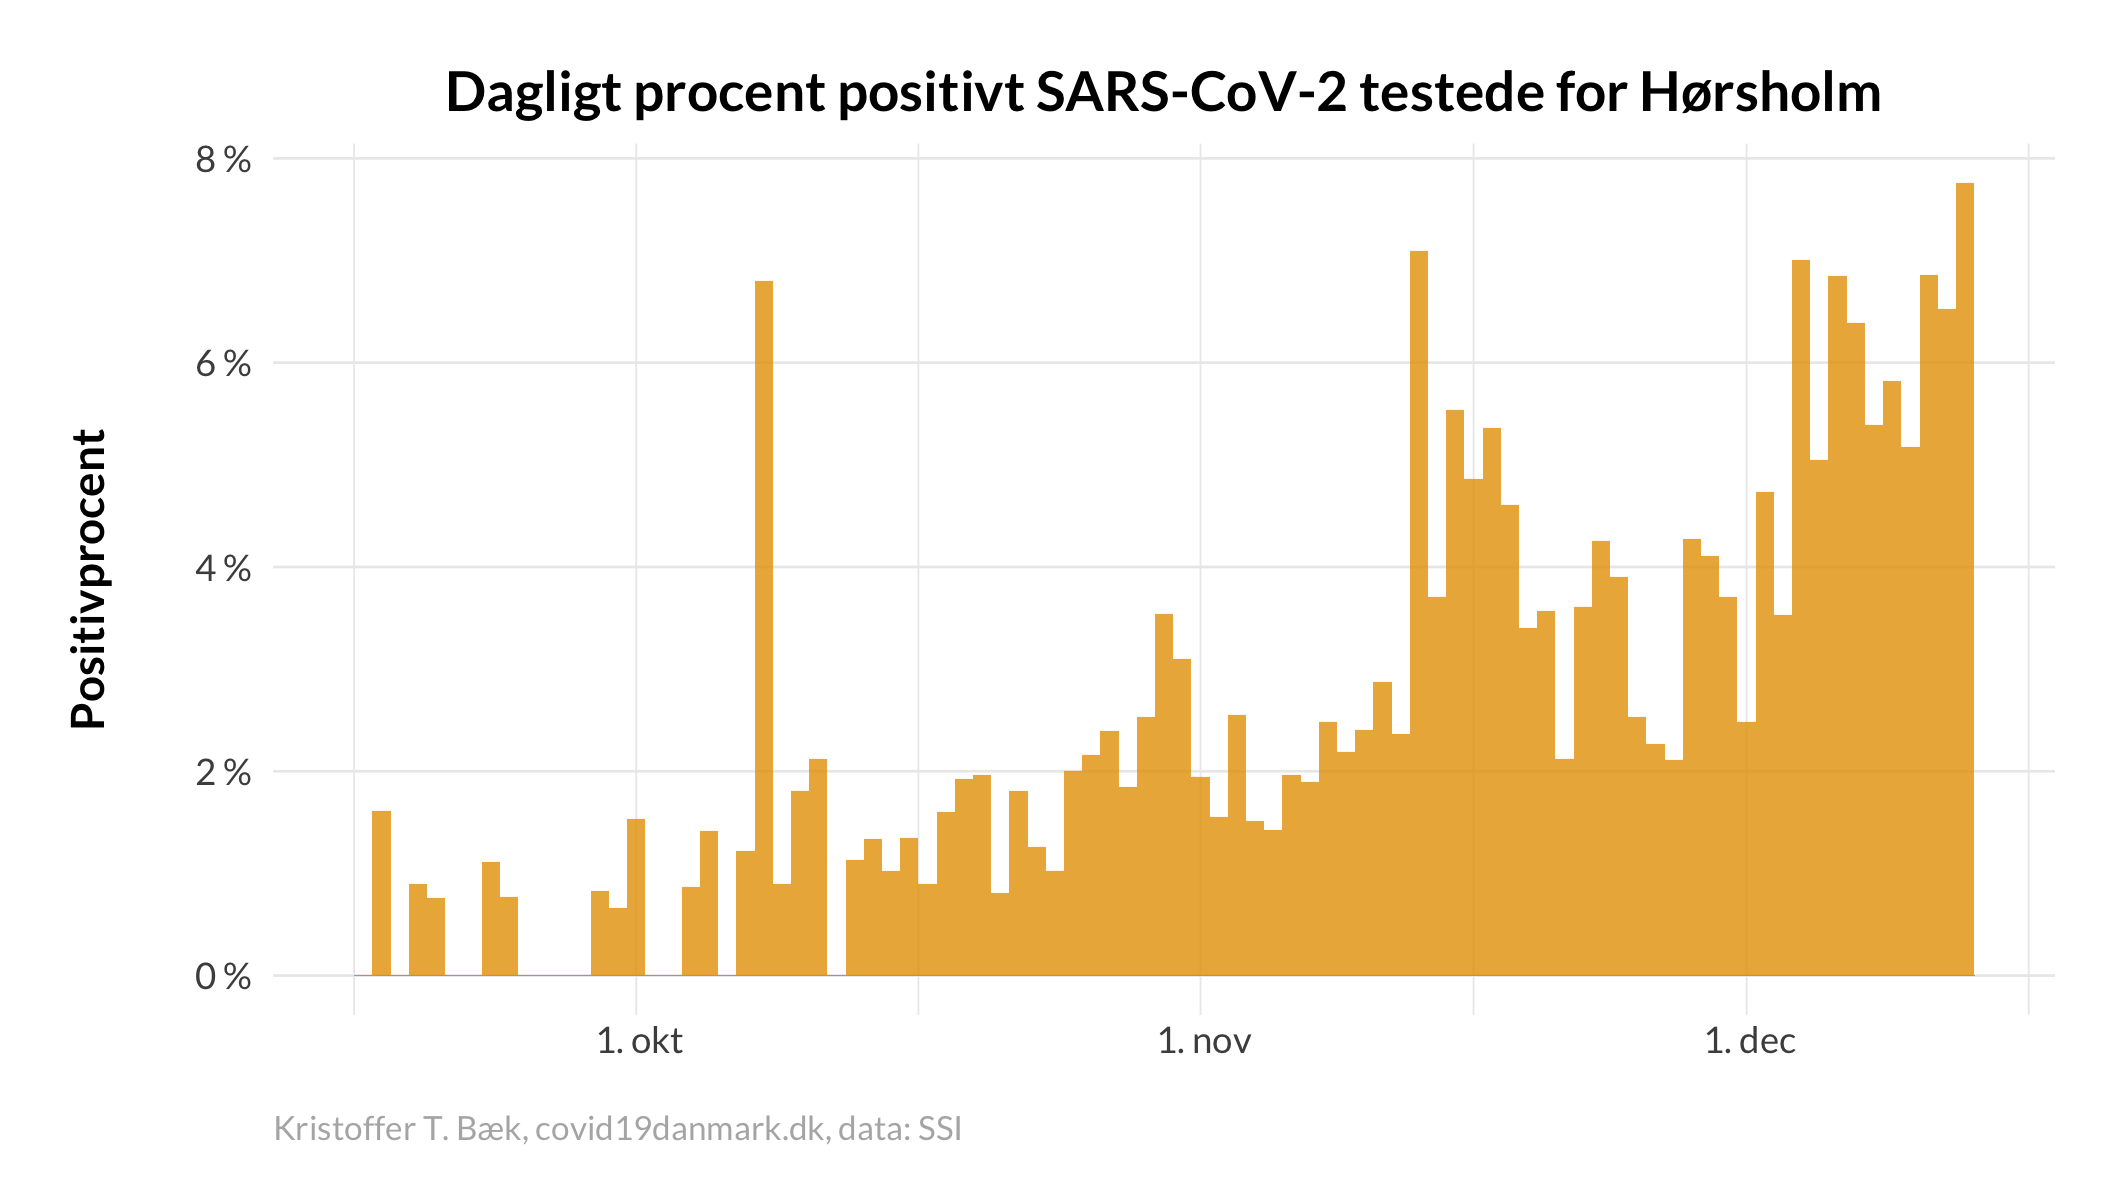 Dagligt procent positivt SARS-CoV-2 testede for Hørsholm
Positivprocent
8 %
6 %
4 %
2 %
0 %
1. okt
1. nov
1. dec
Kristoffer T. Bæk, covid19danmark.dk, data: SSI